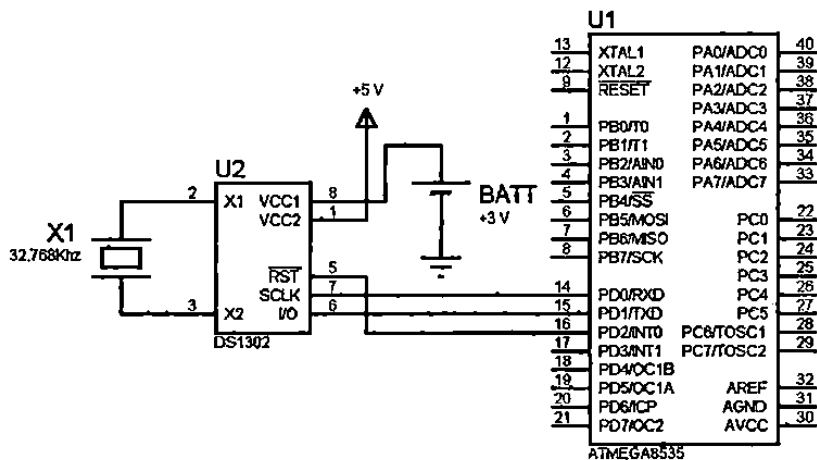 U1
13 XTAL1 PA0/ADC0 40
12 XTAL2 PA1/ADC1 39
9 RESET PA2/ADC2 38
PA3/ADC3 37
1 PB0/T0 PA4/ADC4 36
2 PB1/T1 PA5/ADC5 35
3 PB2/AIN0 PA6/ADC6 34
4 PB3/AIN1 PA7/ADC7 33
5 PB4/SS
6 PB5/MOSI PC0 22
7 PB6/MISO PC1 23
8 PB7/SCK PC2 24
PC3 25
14 PD0/RXD PC4 26
15 PD1/TXD PC5 27
16 PD2/INT0 PC6/TOSC1 28
17 PD3/INT1 PC7/TOSC2 29
18 PD4/OC1B
19 PD5/OC1A AREF 32
20 PD6/ICP AGND 31
21 PD7/OC2 AVCC 30
ATMEGA8535
+5 V
BATT
+3 V
U2
2 X1 VCC1 8
VCC2 1
RST 5
SCLK 7
3 X2 I/O 6
DS1302
X1
32,768Khz